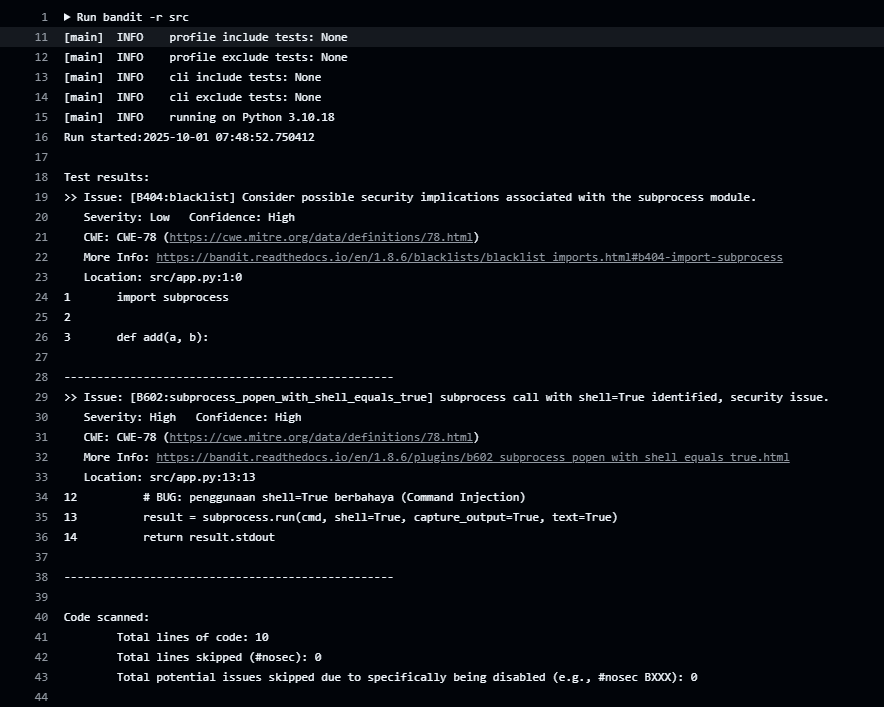 1 ▶ Run bandit -r src
11 [main]  INFO    profile include tests: None
12 [main]  INFO    profile exclude tests: None
13 [main]  INFO    cli include tests: None
14 [main]  INFO    cli exclude tests: None
15 [main]  INFO    running on Python 3.10.18
16 Run started:2025-10-01 07:48:52.750412
17
18 Test results:
19 >> Issue: [B404:blacklist] Consider possible security implications associated with the subprocess module.
20    Severity: Low   Confidence: High
21    CWE: CWE-78 (https://cwe.mitre.org/data/definitions/78.html)
22    More Info: https://bandit.readthedocs.io/en/1.8.6/blacklists/blacklist_imports.html#b404-import-subprocess
23    Location: src/app.py:1:0
24 1       import subprocess
25 2
26 3       def add(a, b):
27
28 --------------------------------------------------
29 >> Issue: [B602:subprocess_popen_with_shell_equals_true] subprocess call with shell=True identified, security issue.
30    Severity: High   Confidence: High
31    CWE: CWE-78 (https://cwe.mitre.org/data/definitions/78.html)
32    More Info: https://bandit.readthedocs.io/en/1.8.6/plugins/b602_subprocess_popen_with_shell_equals_true.html
33    Location: src/app.py:13:13
34 12          # BUG: penggunaan shell=True berbahaya (Command Injection)
35 13          result = subprocess.run(cmd, shell=True, capture_output=True, text=True)
36 14          return result.stdout
37
38 --------------------------------------------------
39
40 Code scanned:
41         Total lines of code: 10
42         Total lines skipped (#nosec): 0
43         Total potential issues skipped due to specifically being disabled (e.g., #nosec BXXX): 0
44